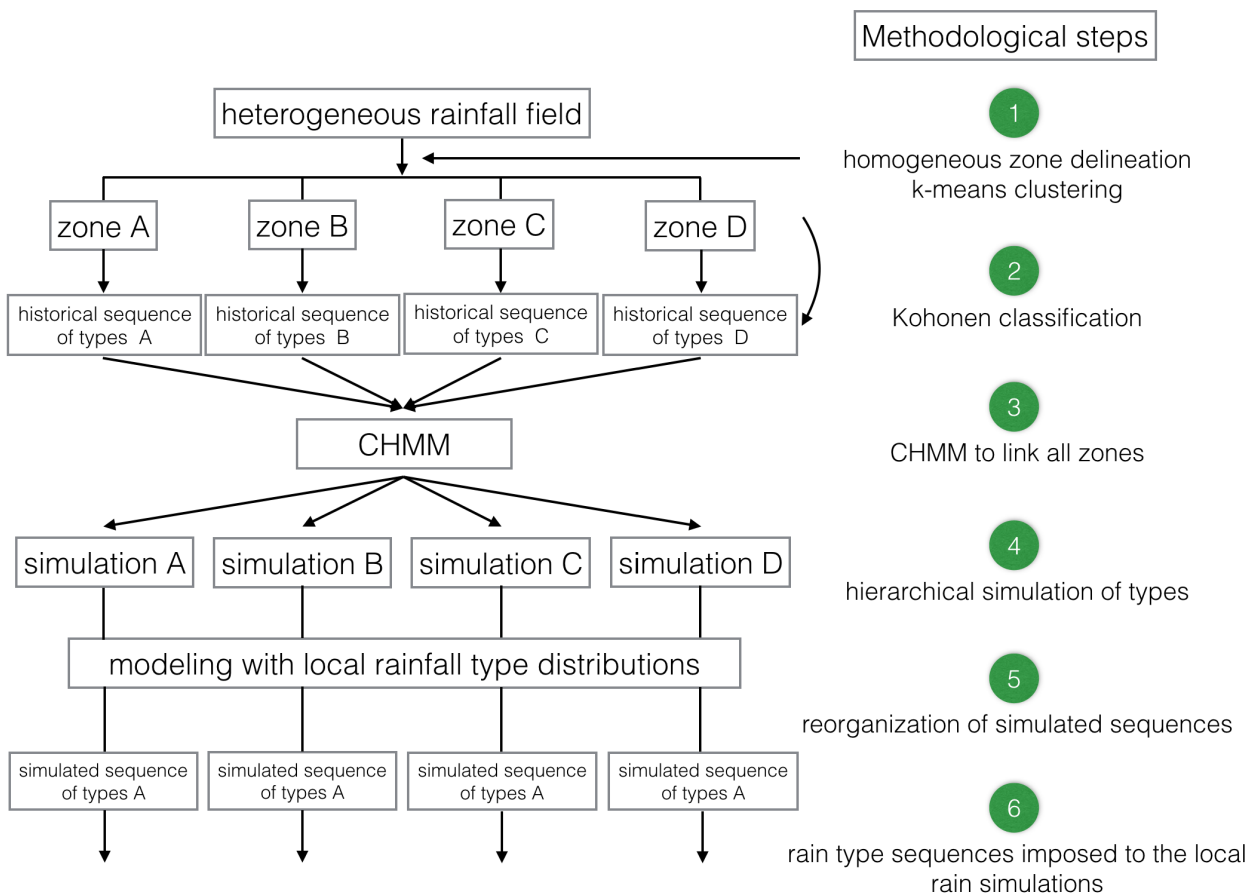 Methodological steps
heterogeneous rainfall field
1
homogeneous zone delineation
k-means clustering
zone A
zone B
zone C
zone D
2
Kohonen classification
historical sequence
of types A
historical sequence
of types B
historical sequence
of types C
historical sequence
of types D
3
CHMM to link all zones
CHMM
simulation A
simulation B
simulation C
simulation D
4
hierarchical simulation of types
modeling with local rainfall type distributions
5
reorganization of simulated sequences
simulated sequence
of types A
simulated sequence
of types A
simulated sequence
of types A
simulated sequence
of types A
6
rain type sequences imposed to the local
rain simulations